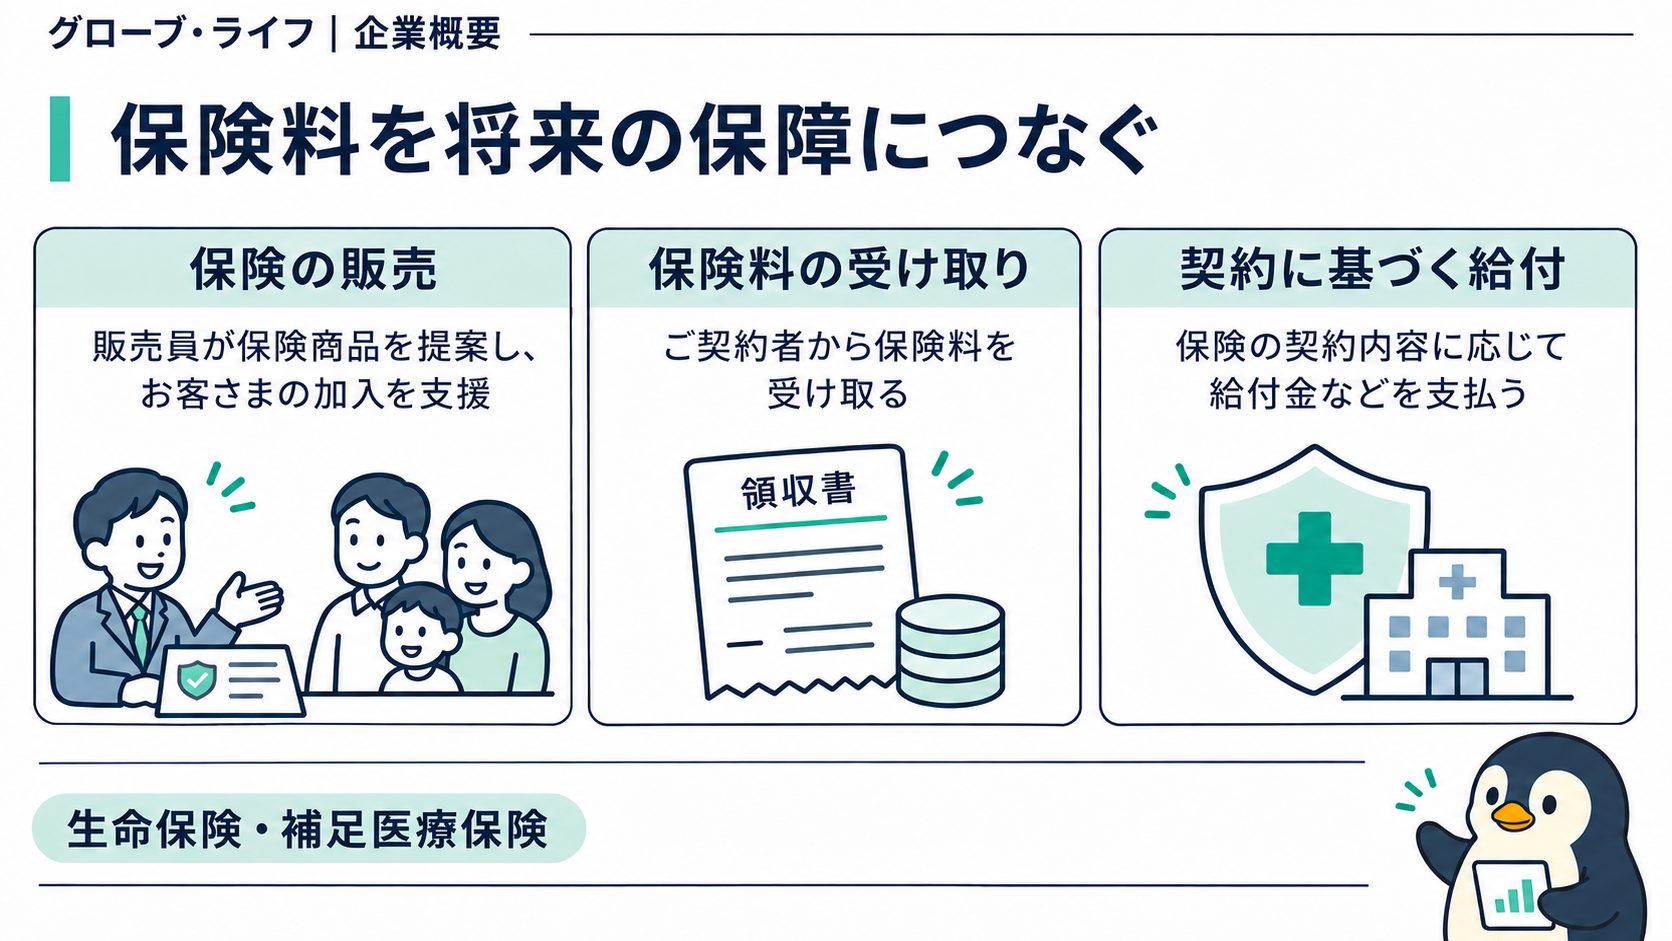 グローブ・ライフ｜企業概要
保険料を将来の保障につなぐ
保険の販売
販売員が保険商品を提案し、
お客さまの加入を支援
保険料の受け取り
ご契約者から保険料を
受け取る
領収書
契約に基づく給付
保険の契約内容に応じて
給付金などを支払う
生命保険・補足医療保険